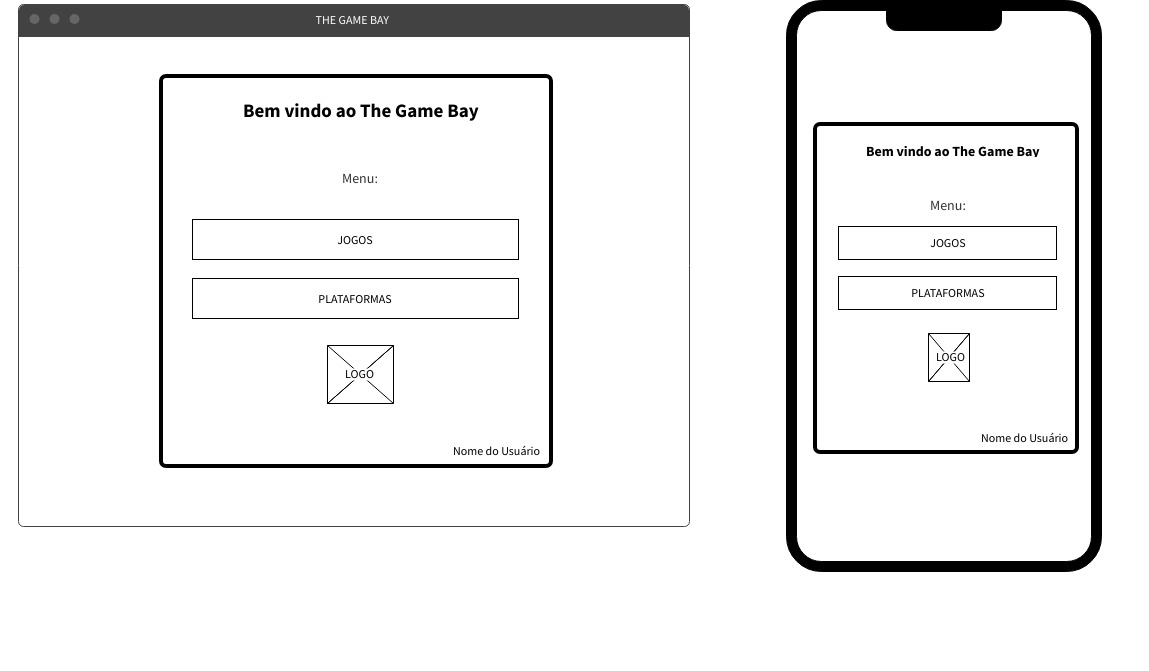 THE GAME BAY
Bem vindo ao The Game Bay
Menu:
JOGOS
PLATAFORMAS
LOGO
Nome do Usuário
Bem vindo ao The Game Bay
Menu:
JOGOS
PLATAFORMAS
LOGO
Nome do Usuário